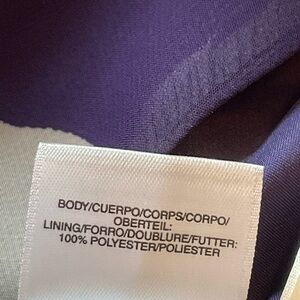 BODY/CUERPO/CORPS/CORPO/
OBERTEIL:
LINING/FORRO/DOUBLURE/FUTTER:
100% POLYESTER/POLIESTER